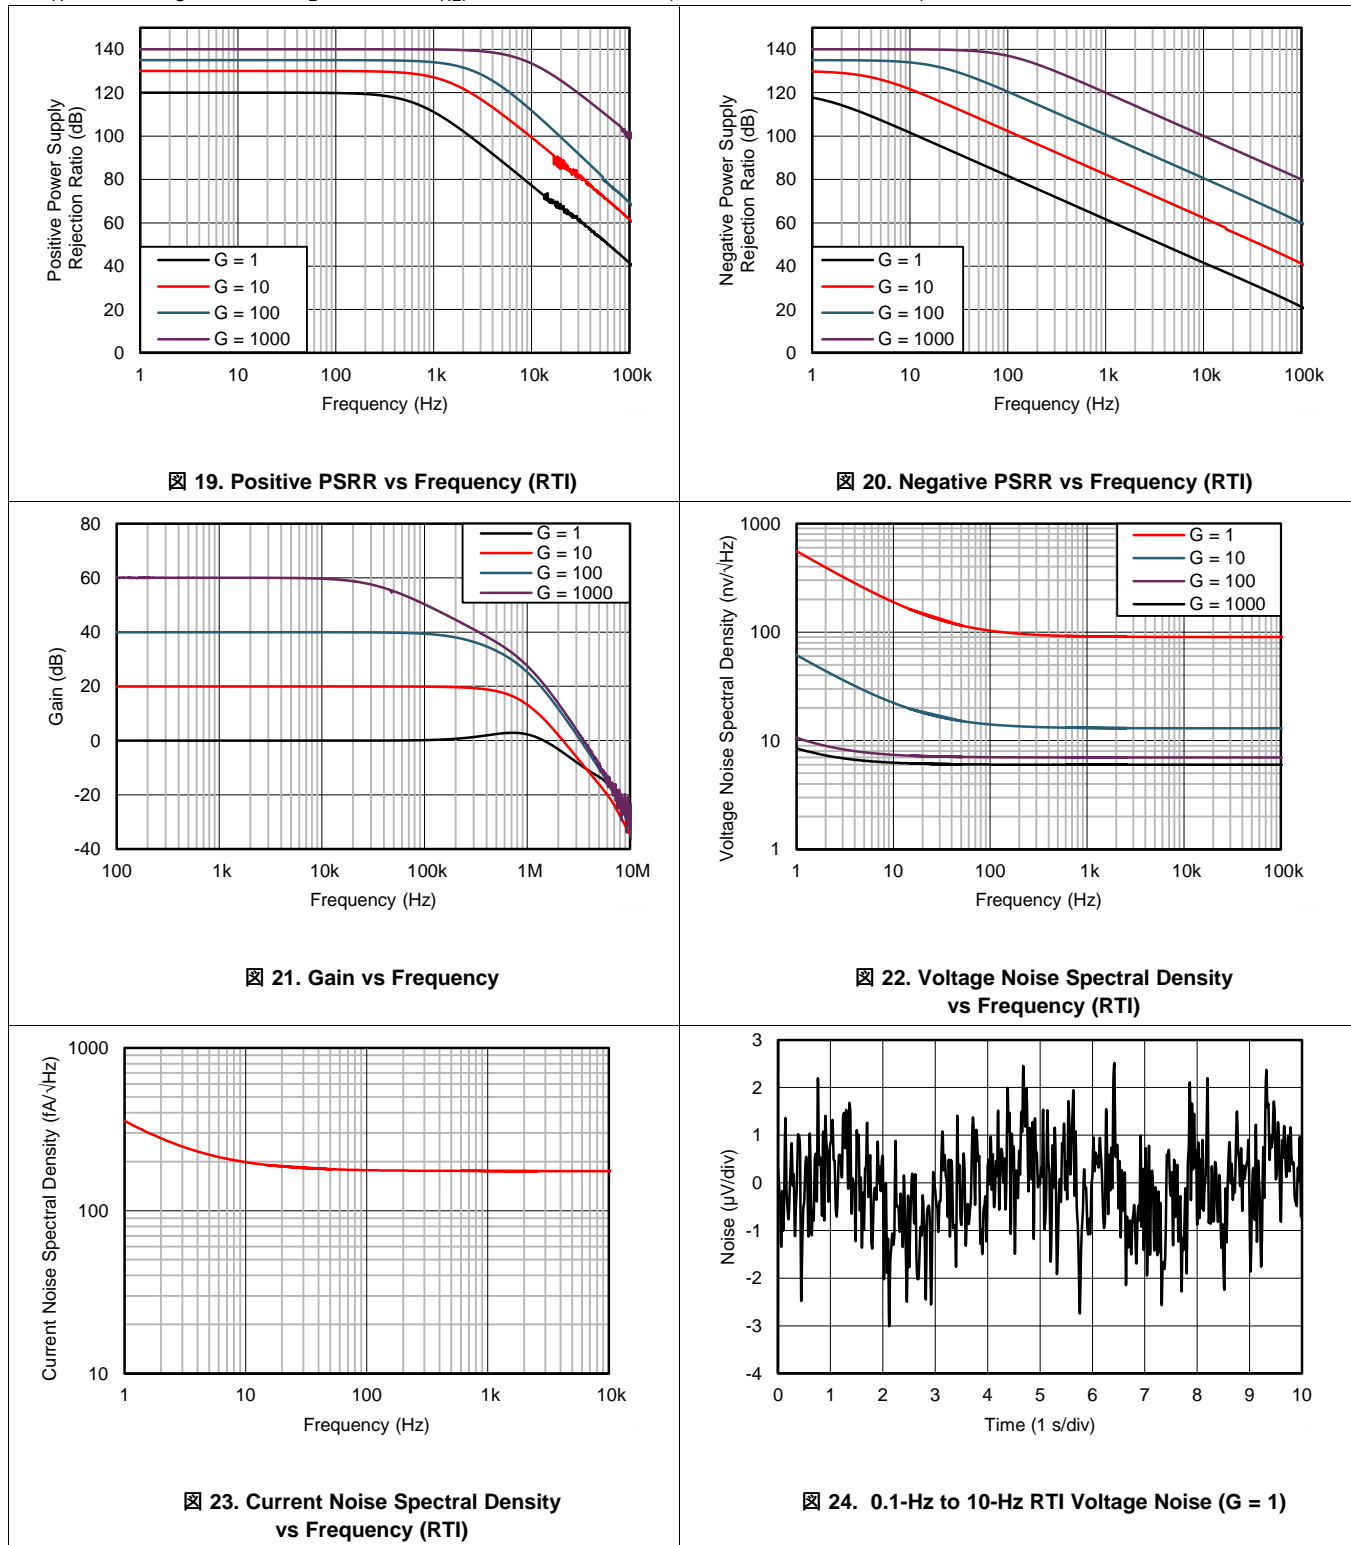 140
120
100
80
60
40
20
0
Positive Power Supply
Rejection Ratio (dB)
G = 1
G = 10
G = 100
G = 1000
1 10 100 1k 10k 100k
Frequency (Hz)
図 19. Positive PSRR vs Frequency (RTI)
140
120
100
80
60
40
20
0
Negative Power Supply
Rejection Ratio (dB)
G = 1
G = 10
G = 100
G = 1000
1 10 100 1k 10k 100k
Frequency (Hz)
図 20. Negative PSRR vs Frequency (RTI)
80
60
40
20
0
-20
-40
Gain (dB)
G = 1
G = 10
G = 100
G = 1000
100 1k 10k 100k 1M 10M
Frequency (Hz)
図 21. Gain vs Frequency
1000
100
10
1
Voltage Noise Spectral Density (nv/√Hz)
G = 1
G = 10
G = 100
G = 1000
1 10 100 1k 10k 100k
Frequency (Hz)
図 22. Voltage Noise Spectral Density
vs Frequency (RTI)
1000
100
10
Current Noise Spectral Density (fA/√Hz)
1 10 100 1k 10k
Frequency (Hz)
図 23. Current Noise Spectral Density
vs Frequency (RTI)
3
2
1
0
-1
-2
-3
-4
Noise (µV/div)
0 1 2 3 4 5 6 7 8 9 10
Time (1 s/div)
図 24. 0.1-Hz to 10-Hz RTI Voltage Noise (G = 1)